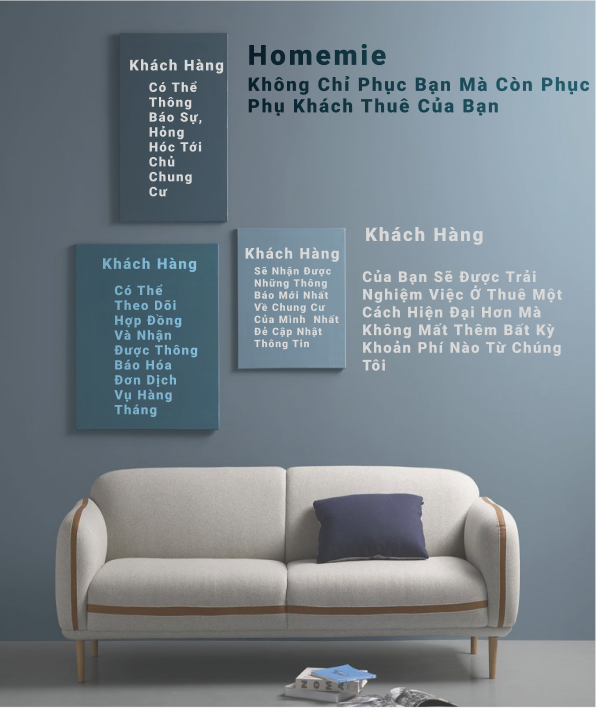 Homemie
Không Chỉ Phục Bạn Mà Còn Phục
Phụ Khách Thuê Của Bạn
Khách Hàng
Có Thể
Thông
Báo Sự,
Hỏng
Hóc Tới
Chủ
Chung
Cư
Khách Hàng
Có Thể
Theo Dõi
Hợp Đồng
Và Nhận
Được Thông
Báo Hóa
Đơn Dịch
Vụ Hàng
Tháng
Khách Hàng
Sẽ Nhận Được
Những Thông
Báo Mới Nhất
Về Chung Cư
Của Mình Nhất
Để Cập Nhật
Thông Tin
Khách Hàng
Của Bạn Sẽ Được Trải
Nghiệm Việc Ở Thuê Một
Cách Hiện Đại Hơn Mà
Không Mất Thêm Bất Kỳ
Khoản Phí Nào Từ Chúng
Tôi